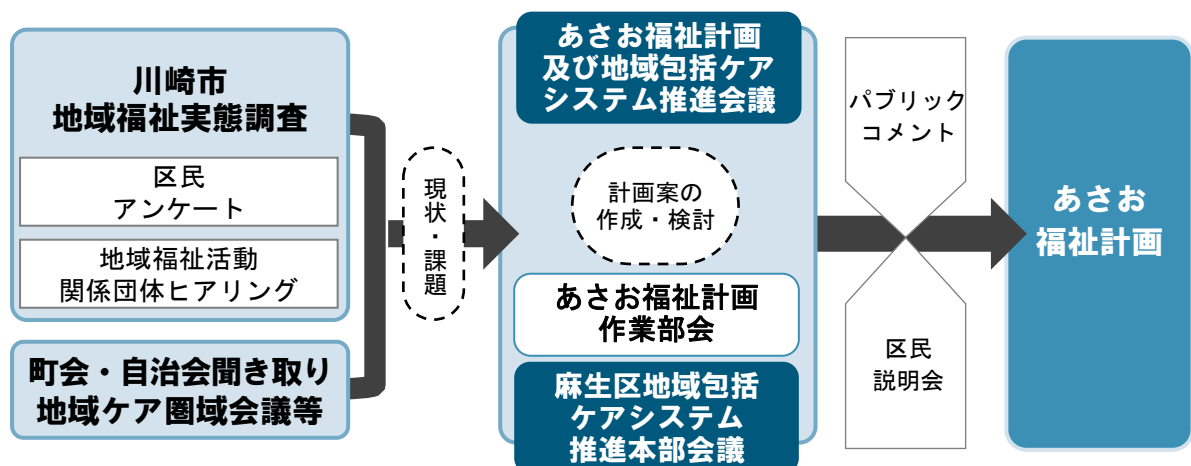 川崎市
地域福祉実態調査
区民
アンケート
地域福祉活動
関係団体ヒアリング
町会・自治会聞き取り
地域ケア圏域会議等
現状・課題
あさお福祉計画
及び地域包括ケア
システム推進会議
計画案の
作成・検討
あさお福祉計画
作業部会
麻生区地域包括
ケアシステム
推進本部会議
パブリック
コメント
区民
説明会
あさお
福祉計画